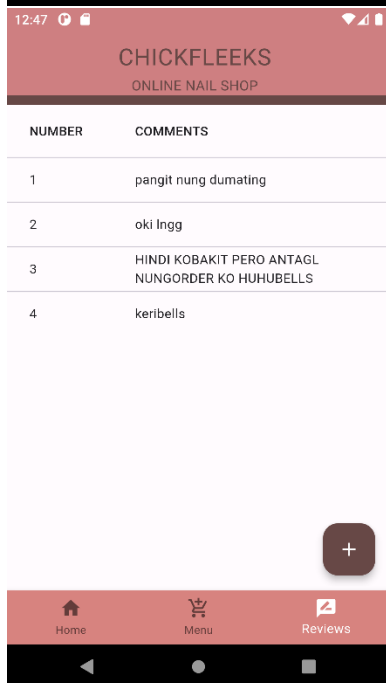 12:47
CHICKFLEEKS
ONLINE NAIL SHOP
NUMBER COMMENTS
1 pangit nung dumating
2 oki lngg
3 HINDI KOBAKIT PERO ANTAGL
NUNGORDER KO HUHUBELLS
4 keribells
+
Home Menu Reviews